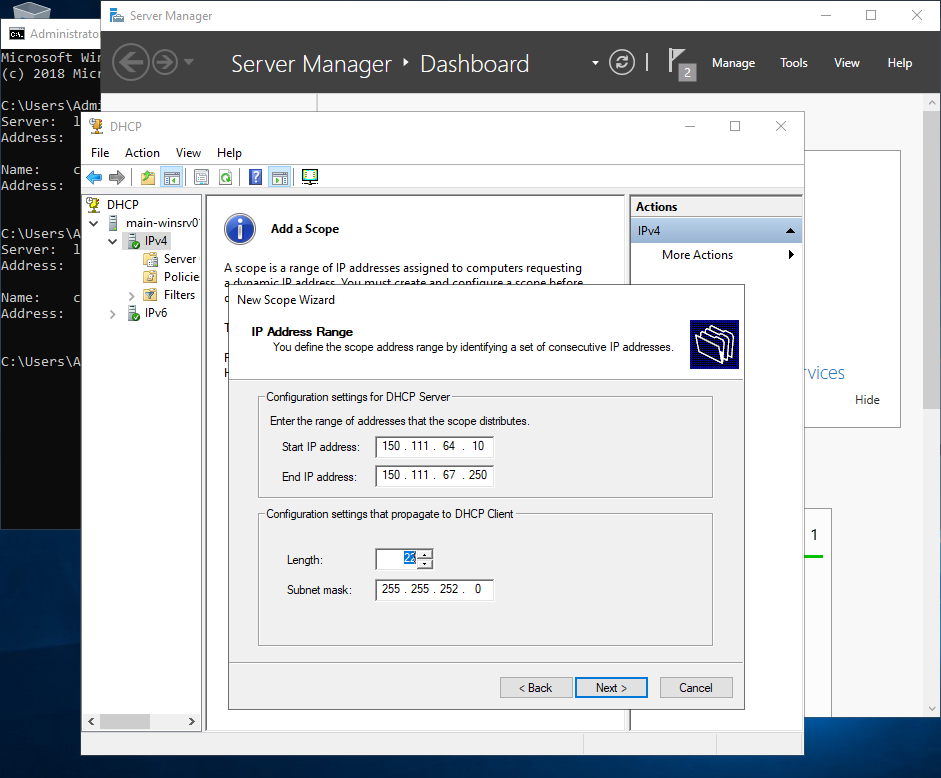 Server Manager
Administrato
Microsoft Wi
(c) 2018 Micr
Server Manager
Dashboard
2
Manage
Tools
View
Help
C:\Users\Admi
Server: l
Address:
Name: c
Address:
C:\Users\A
Server: l
Address:
Name: c
Address:
C:\Users\A
DHCP
File
Action
View
Help
DHCP
main-winsrv0
IPv4
Server
Policie
Filters
IPv6
Add a Scope
A scope is a range of IP addresses assigned to computers requesting
a dynamic IP address. You must create and configure a scope before
Actions
IPv4
More Actions
New Scope Wizard
IP Address Range
You define the scope address range by identifying a set of consecutive IP addresses.
Configuration settings for DHCP Server
Enter the range of addresses that the scope distributes.
Start IP address:
150 . 111 . 64 . 10
End IP address:
150 . 111 . 67 . 250
Configuration settings that propagate to DHCP Client
Length:
22
Subnet mask:
255 . 255 . 252 . 0
< Back
Next >
Cancel
rvices
Hide
1